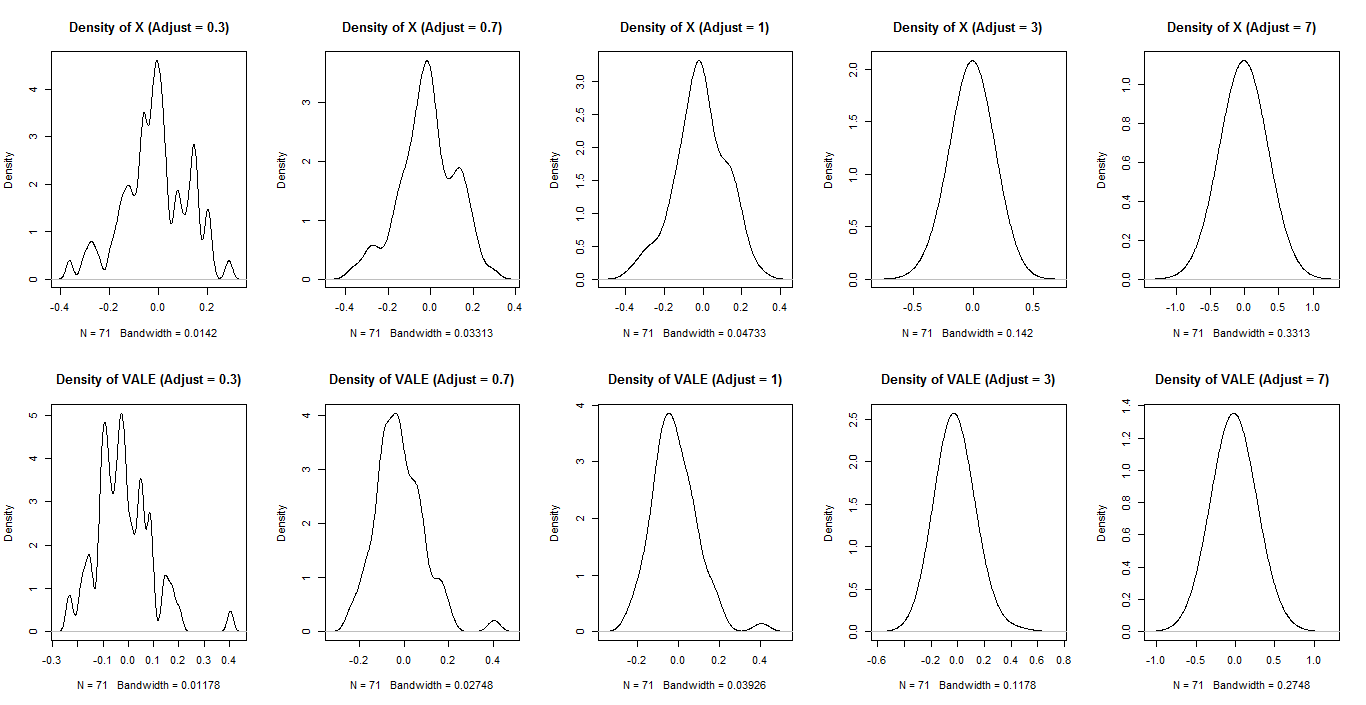 Density of X (Adjust = 0.3)
Density
4
3
2
1
0
-0.4 -0.2 0.0 0.2
N = 71 Bandwidth = 0.0142
Density of X (Adjust = 0.7)
Density
3
2
1
0
-0.4 -0.2 0.0 0.2 0.4
N = 71 Bandwidth = 0.03313
Density of X (Adjust = 1)
Density
3.0
2.5
2.0
1.5
1.0
0.5
0.0
-0.4 -0.2 0.0 0.2 0.4
N = 71 Bandwidth = 0.04733
Density of X (Adjust = 3)
Density
2.0
1.5
1.0
0.5
0.0
-0.5 0.0 0.5
N = 71 Bandwidth = 0.142
Density of X (Adjust = 7)
Density
1.0
0.8
0.6
0.4
0.2
0.0
-1.0 -0.5 0.0 0.5 1.0
N = 71 Bandwidth = 0.3313
Density of VALE (Adjust = 0.3)
Density
5
4
3
2
1
0
-0.3 -0.1 0.0 0.1 0.2 0.3 0.4
N = 71 Bandwidth = 0.01178
Density of VALE (Adjust = 0.7)
Density
4
3
2
1
0
-0.2 0.0 0.2 0.4
N = 71 Bandwidth = 0.02748
Density of VALE (Adjust = 1)
Density
4
3
2
1
0
-0.2 0.0 0.2 0.4
N = 71 Bandwidth = 0.03926
Density of VALE (Adjust = 3)
Density
2.5
2.0
1.5
1.0
0.5
0.0
-0.6 -0.2 0.0 0.2 0.4 0.6 0.8
N = 71 Bandwidth = 0.1178
Density of VALE (Adjust = 7)
Density
1.4
1.2
1.0
0.8
0.6
0.4
0.2
0.0
-1.0 -0.5 0.0 0.5 1.0
N = 71 Bandwidth = 0.2748